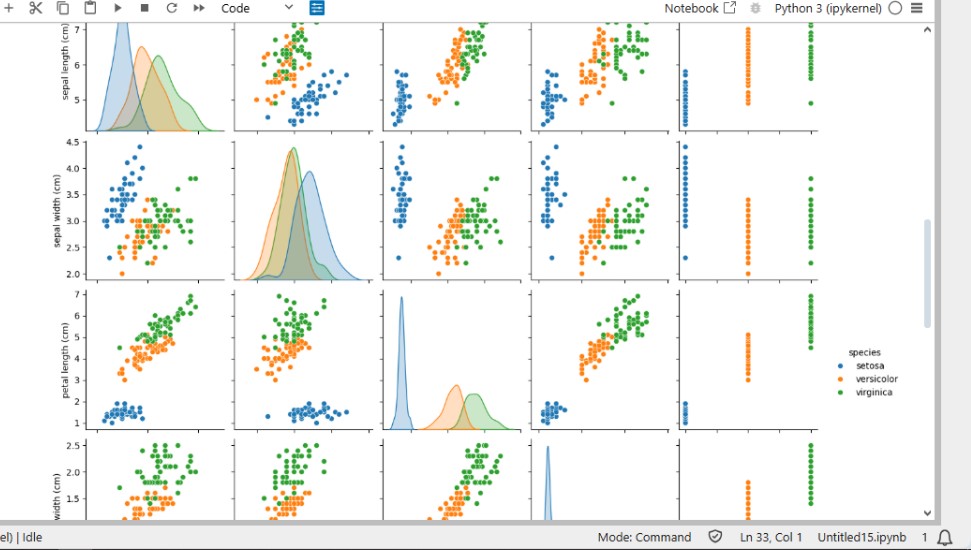 Code
Notebook
Python 3 (ipykernel)
sepal length (cm)
7
6
5
sepal width (cm)
4.5
4.0
3.5
3.0
2.5
2.0
petal length (cm)
7
6
5
4
3
2
1
species
setosa
versicolor
virginica
width (cm)
2.5
2.0
1.5
el) | Idle
Mode: Command
Ln 33, Col 1
Untitled15.ipynb
1